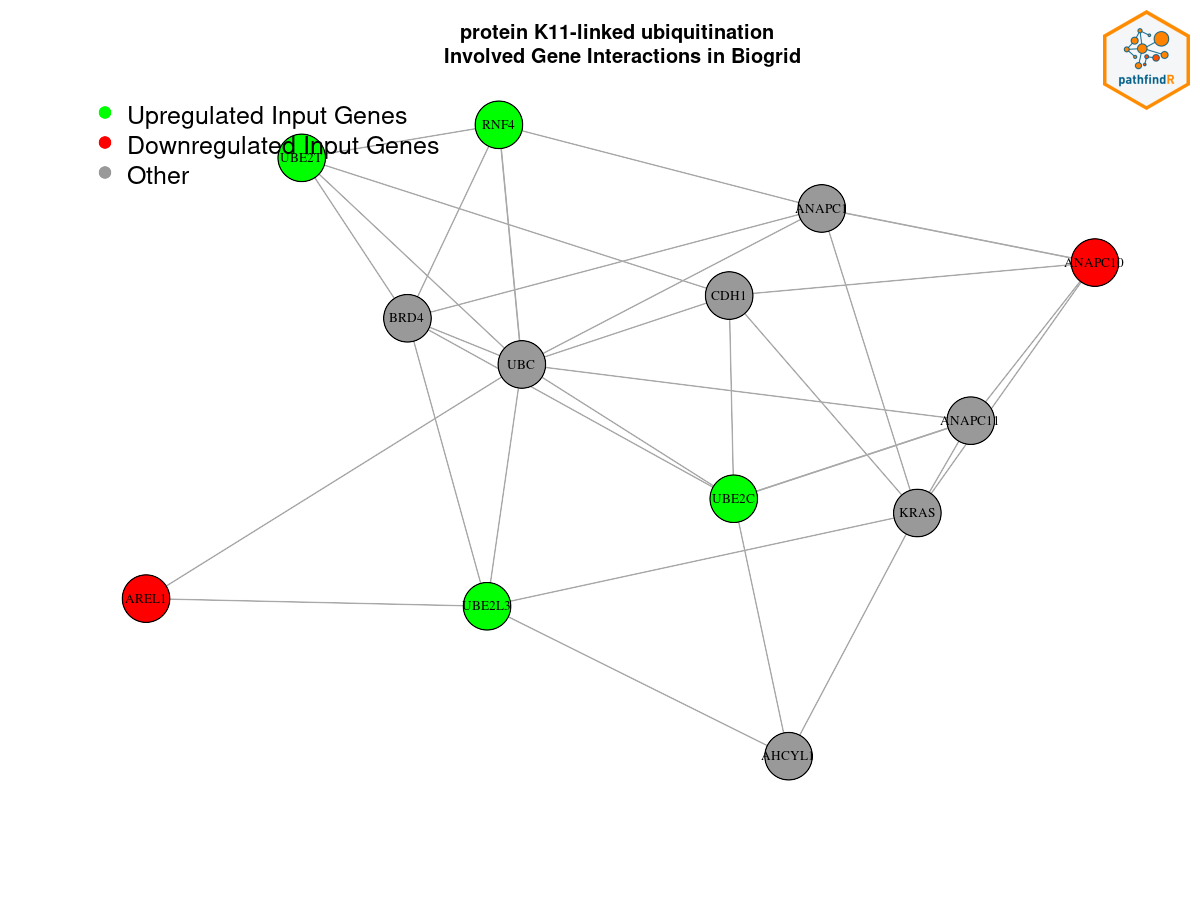 protein K11-linked ubiquitination
Involved Gene Interactions in Biogrid
pathfindR
Upregulated Input Genes
Downregulated Input Genes
Other
RNF4
UBE2T
ANAPC1
ANAPC10
CDH1
BRD4
UBC
ANAPC11
UBE2C
KRAS
AREL1
UBE2L3
AHCYL1